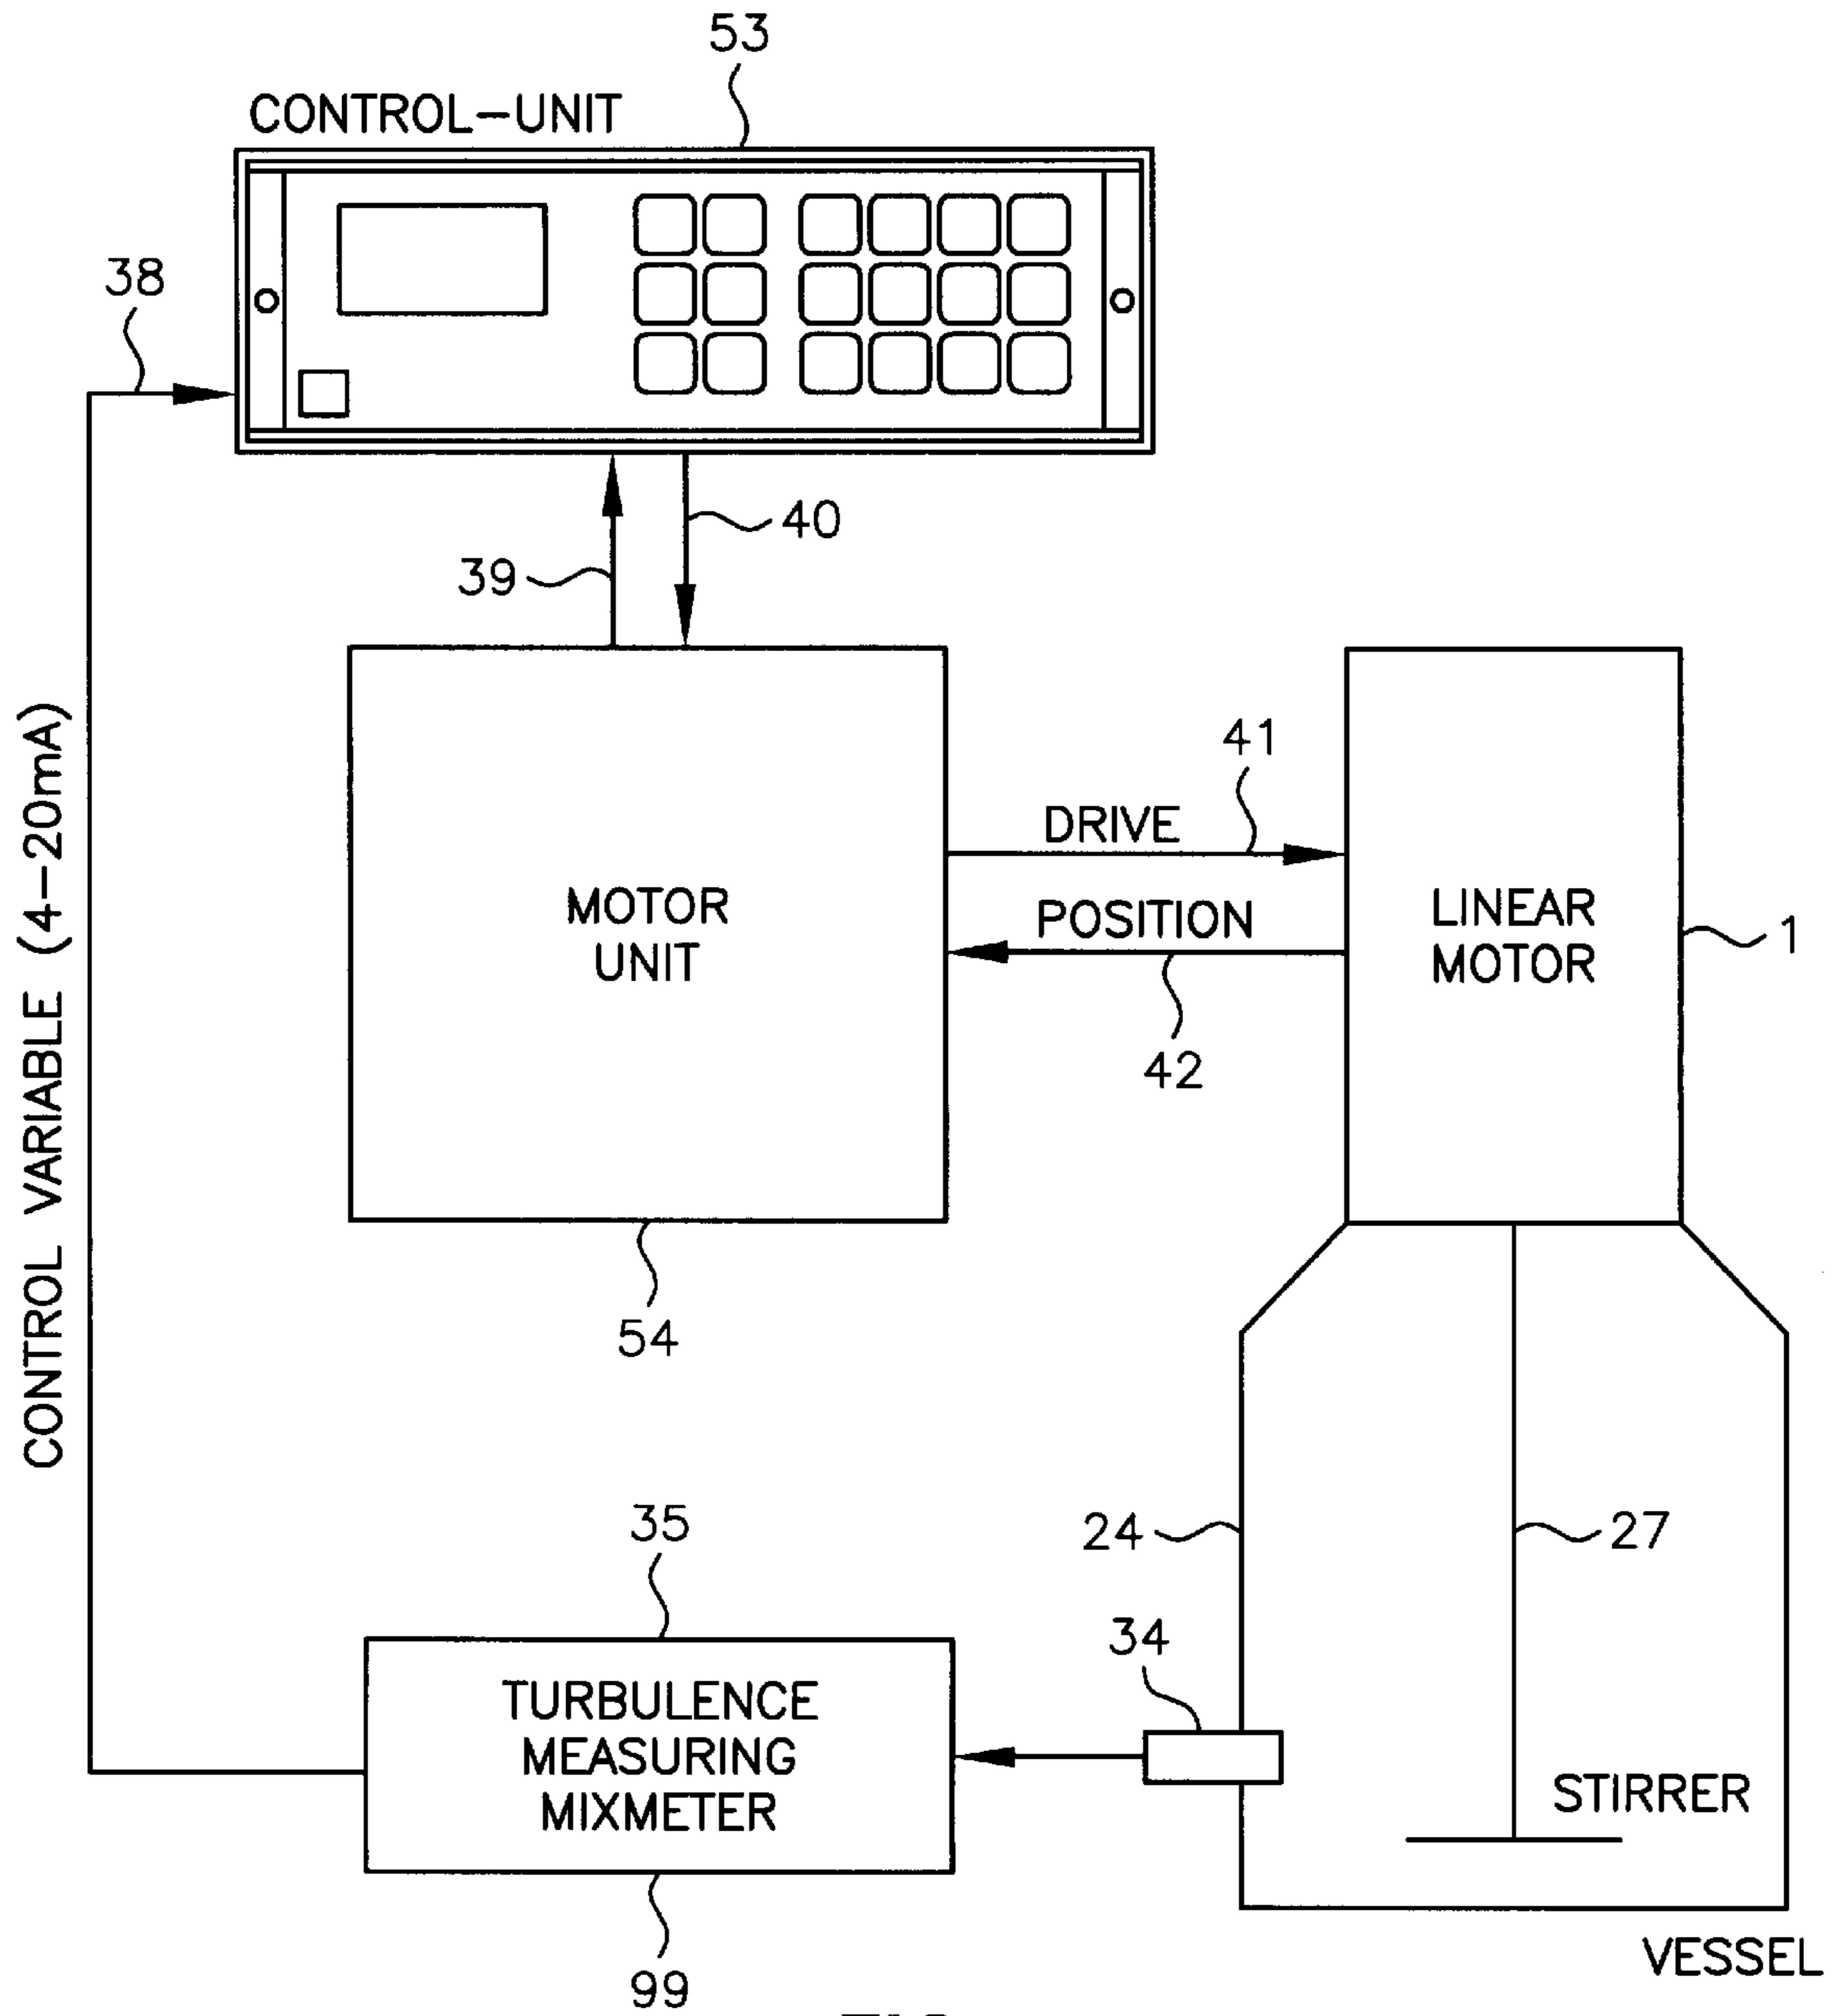 53
CONTROL-UNIT
38
40
39
CONTROL VARIABLE (4-20mA)
41
DRIVE
MOTOR
UNIT
POSITION
LINEAR
MOTOR
1
42
54
35
24
27
34
TURBULENCE
MEASURING
MIXMETER
STIRRER
VESSEL
99